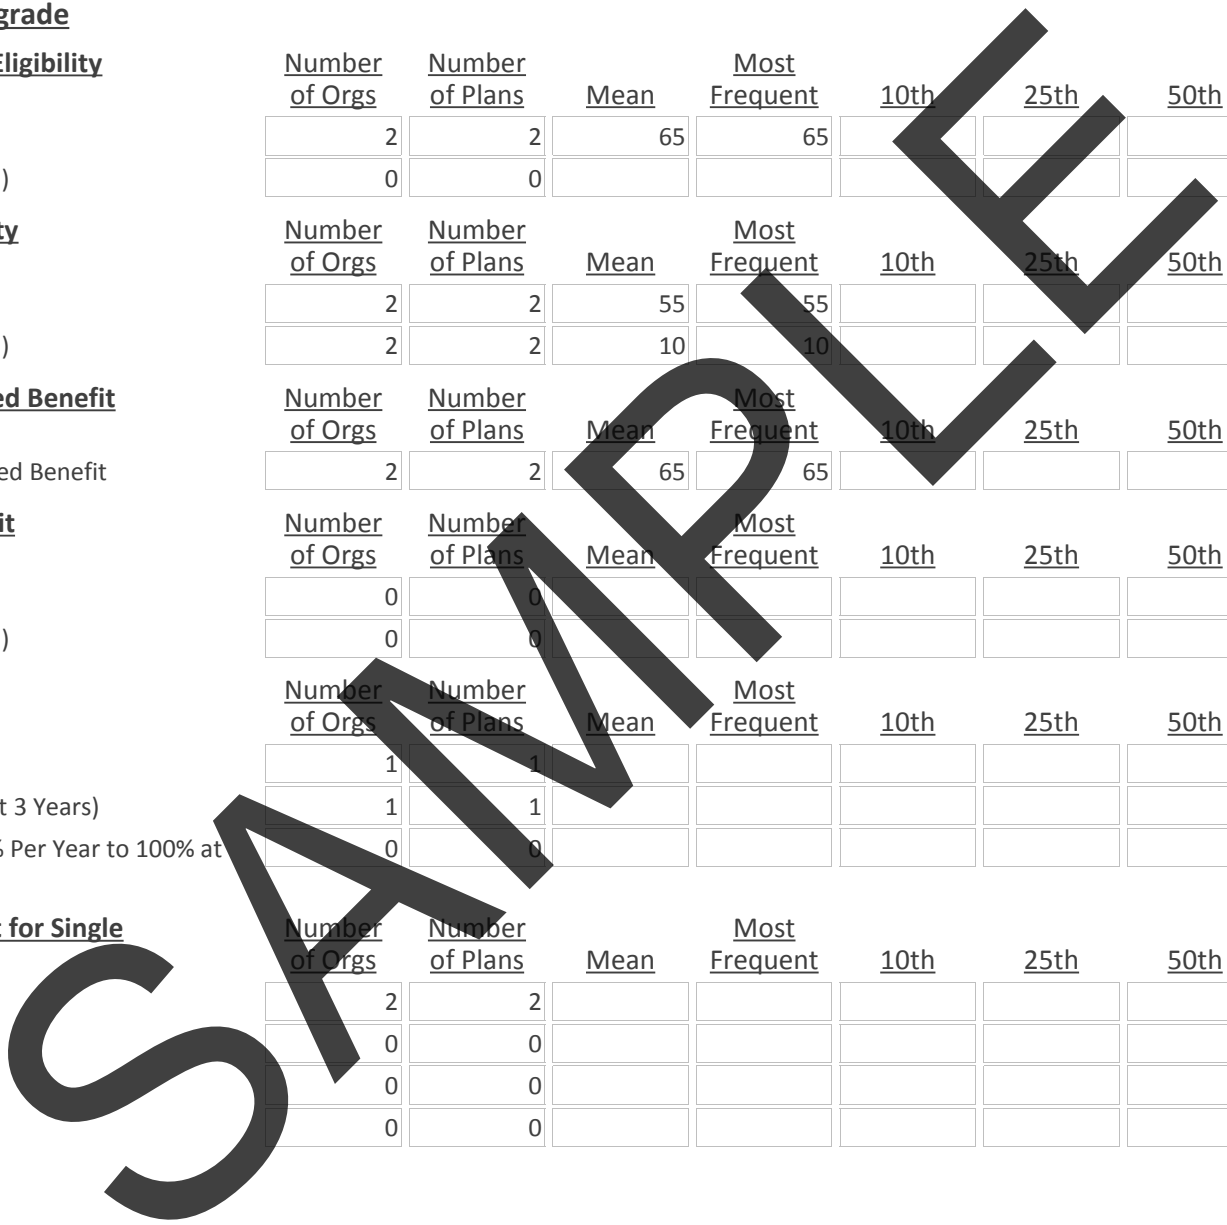 grade
Eligibility Number Number Most
of Orgs of Plans Mean Frequent 10th 25th 50th
2 2 65 65
) 0 0
ty Number Number Most
of Orgs of Plans Mean Frequent 10th 25th 50th
2 2 55 55
) 2 2 10 10
ed Benefit Number Number Most
of Orgs of Plans Mean Frequent 10th 25th 50th
ed Benefit 2 2 65 65
it Number Number Most
of Orgs of Plans Mean Frequent 10th 25th 50th
0 0
) 0 0
Number Number Most
of Orgs of Plans Mean Frequent 10th 25th 50th
1 1
t 3 Years) 1 1
% Per Year to 100% at 0 0
t for Single Number Number Most
of Orgs of Plans Mean Frequent 10th 25th 50th
2 2
0 0
0 0
0 0
SAMPLE